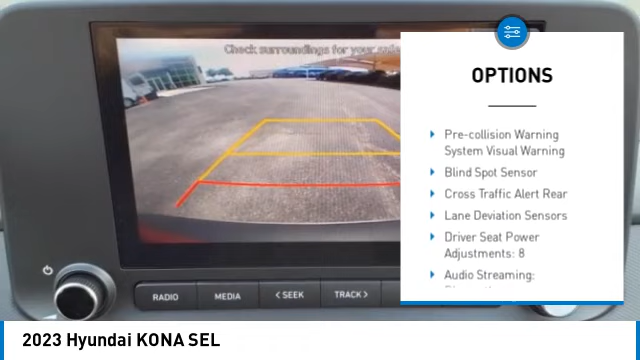 Check surroundings for your safe
OPTIONS
Pre-collision Warning
System Visual Warning
Blind Spot Sensor
Cross Traffic Alert Rear
Lane Deviation Sensors
Driver Seat Power
Adjustments: 8
Audio Streaming:
RADIO
MEDIA
< SEEK
TRACK >
2023 Hyundai KONA SEL